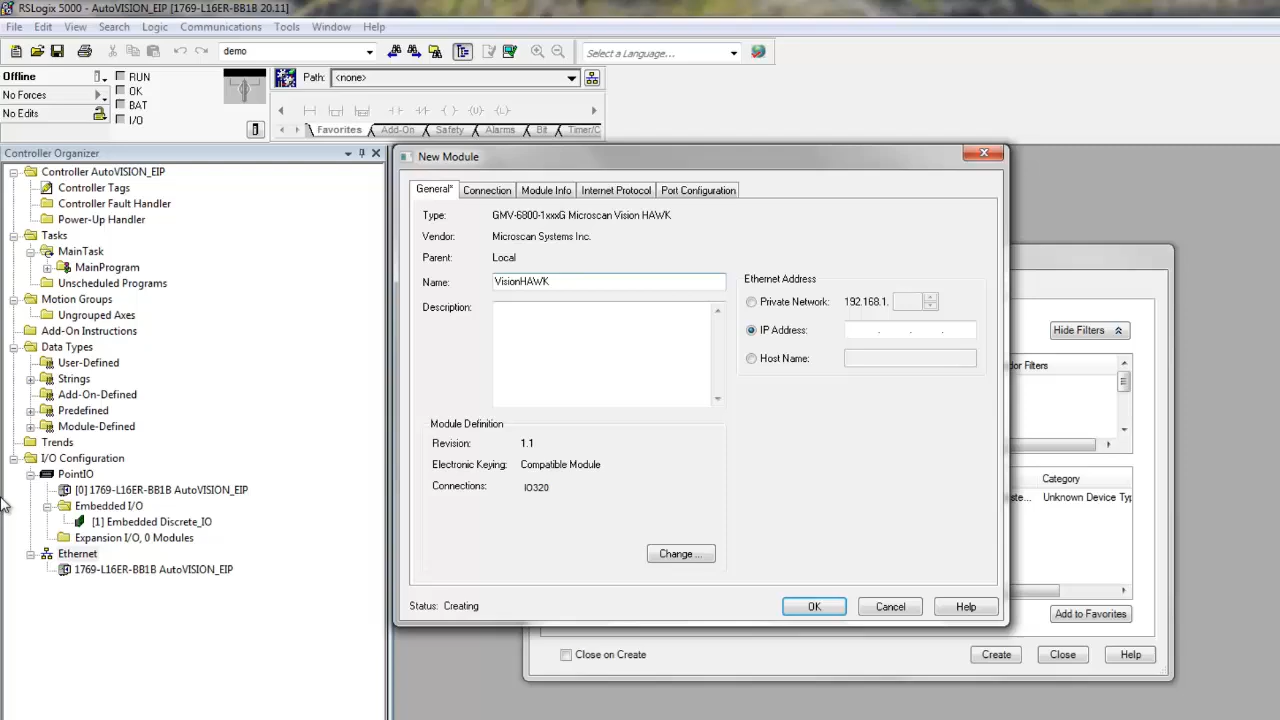 RSLogix 5000 - AutoVISION_EIP [1769-L16ER-BB1B 20.11]
File Edit View Search Logic Communications Tools Window Help
demo
Select a Language...
Offline
RUN
Path: <none>
No Forces
OK
BAT
No Edits
I/O
Favorites Add-On Safety Alarms Bit Timer/C
Controller Organizer
Controller AutoVISION_EIP
Controller Tags
Controller Fault Handler
Power-Up Handler
Tasks
MainTask
MainProgram
Unscheduled Programs
Motion Groups
Ungrouped Axes
Add-On Instructions
Data Types
User-Defined
Strings
Add-On-Defined
Predefined
Module-Defined
Trends
I/O Configuration
PointIO
[0] 1769-L16ER-BB1B AutoVISION_EIP
Embedded I/O
[1] Embedded Discrete_IO
Expansion I/O, 0 Modules
Ethernet
1769-L16ER-BB1B AutoVISION_EIP
New Module
General* Connection Module Info Internet Protocol Port Configuration
Type: GMV-6800-1xxxG Microscan Vision HAWK
Vendor: Microscan Systems Inc.
Parent: Local
Name: VisionHAWK
Description:
Ethernet Address
Private Network: 192.168.1.
IP Address: . . .
Host Name:
Module Definition
Revision: 1.1
Electronic Keying: Compatible Module
Connections: IO320
Change ...
Status: Creating
OK Cancel Help
Hide Filters
dor Filters
Category
ste... Unknown Device Typ
Add to Favorites
Close on Create
Create Close Help